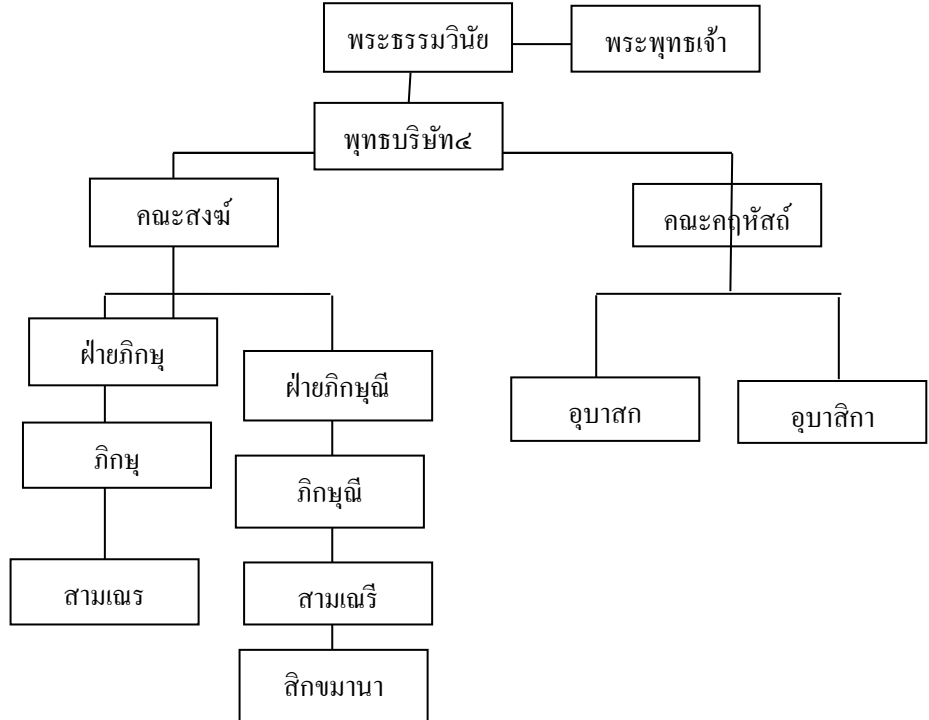 พระธรรมวินัย
พระพุทธเจ้า
พุทธบริษัท๔
คณะสงฆ์
คณะคฤหัสถ์
ฝ่ายภิกษุ
ฝ่ายภิกษุณี
อุบาสก
อุบาสิกา
ภิกษุ
ภิกษุณี
สามเณร
สามเณรี
สิกขมานา